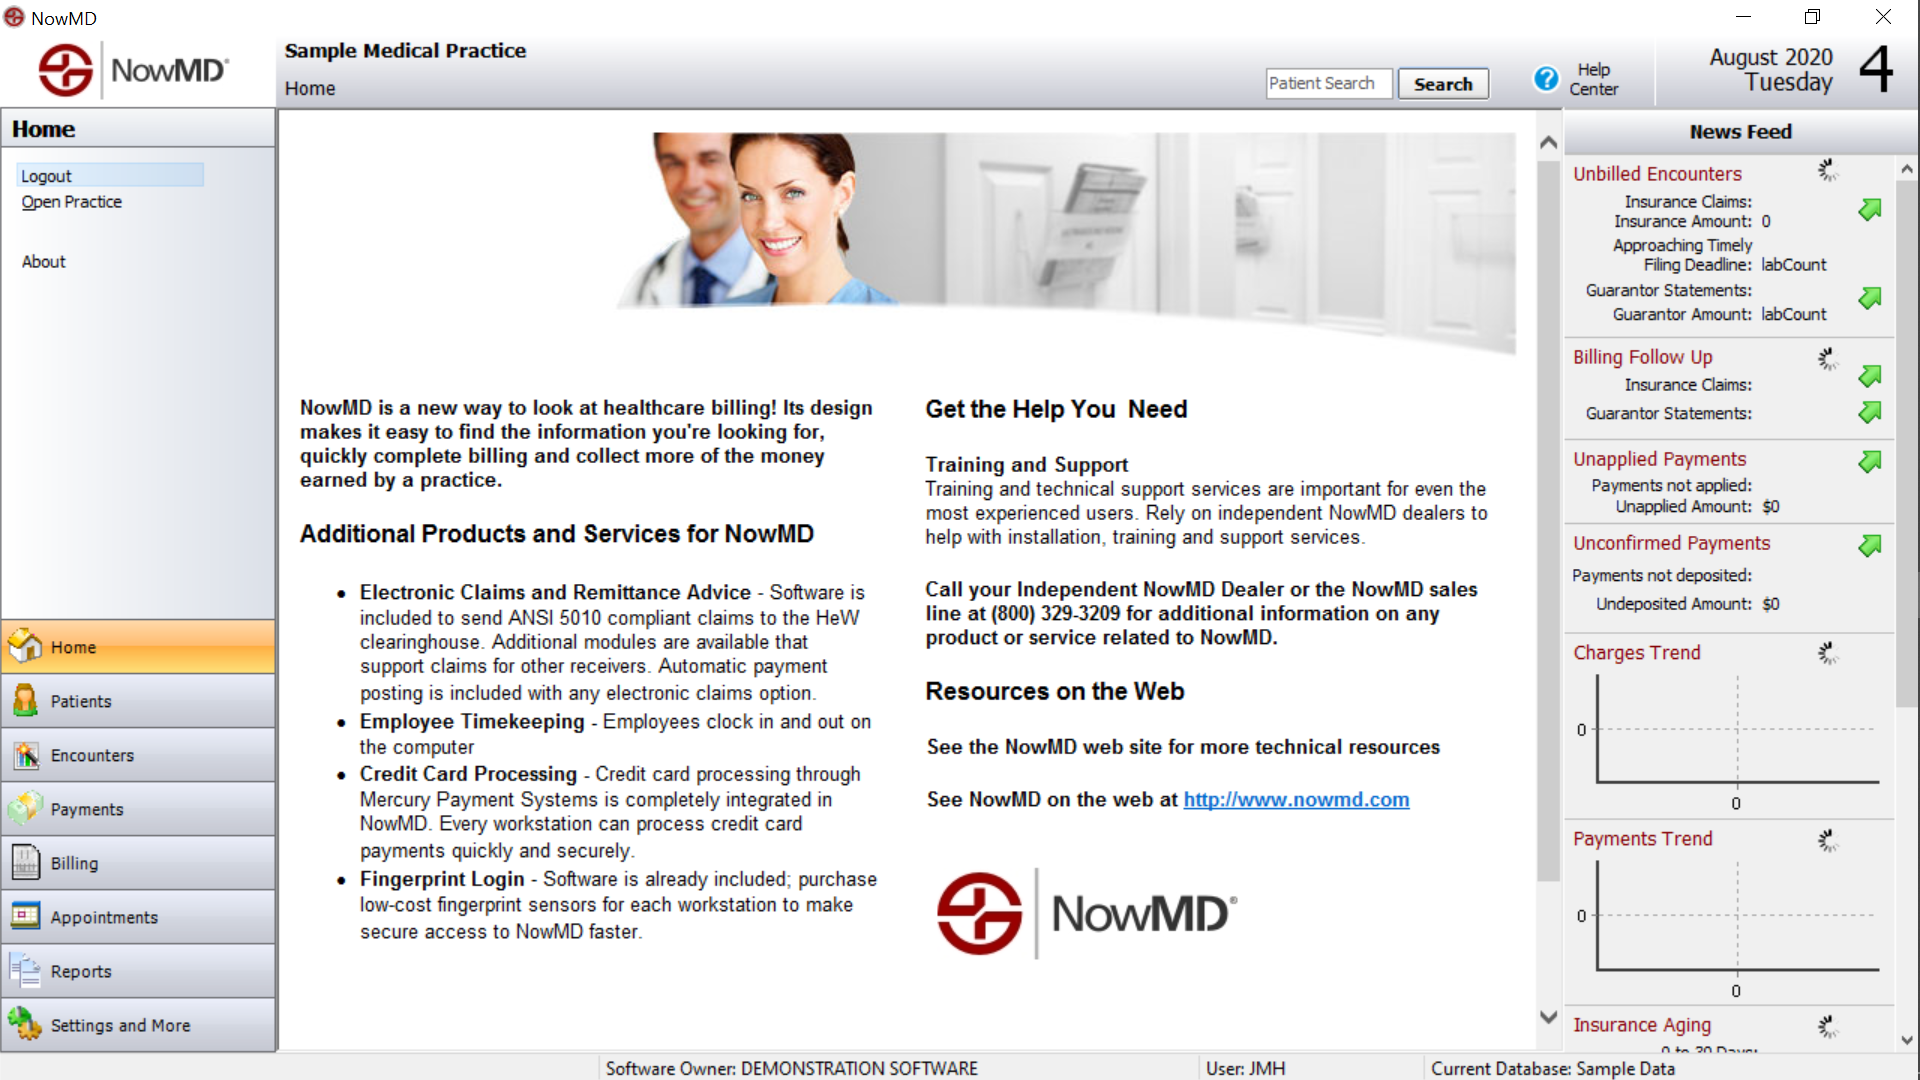 NowMD
NowMD®
Sample Medical Practice
Home
Patient Search
Search
Help
Center
August 2020
Tuesday
4
Home
Logout
Open Practice
About
Home
Patients
Encounters
Payments
Billing
Appointments
Reports
Settings and More
NowMD is a new way to look at healthcare billing! Its design
makes it easy to find the information you're looking for,
quickly complete billing and collect more of the money
earned by a practice.
Additional Products and Services for NowMD
• Electronic Claims and Remittance Advice - Software is
included to send ANSI 5010 compliant claims to the HeW
clearinghouse. Additional modules are available that
support claims for other receivers. Automatic payment
posting is included with any electronic claims option.
• Employee Timekeeping - Employees clock in and out on
the computer
• Credit Card Processing - Credit card processing through
Mercury Payment Systems is completely integrated in
NowMD. Every workstation can process credit card
payments quickly and securely.
• Fingerprint Login - Software is already included; purchase
low-cost fingerprint sensors for each workstation to make
secure access to NowMD faster.
Get the Help You Need
Training and Support
Training and technical support services are important for even the
most experienced users. Rely on independent NowMD dealers to
help with installation, training and support services.
Call your Independent NowMD Dealer or the NowMD sales
line at (800) 329-3209 for additional information on any
product or service related to NowMD.
Resources on the Web
See the NowMD web site for more technical resources
See NowMD on the web at http://www.nowmd.com
NowMD®
News Feed
Unbilled Encounters
Insurance Claims:
Insurance Amount: 0
Approaching Timely
Filing Deadline: labCount
Guarantor Statements:
Guarantor Amount: labCount
Billing Follow Up
Insurance Claims:
Guarantor Statements:
Unapplied Payments
Payments not applied:
Unapplied Amount: $0
Unconfirmed Payments
Payments not deposited:
Undeposited Amount: $0
Charges Trend
0
0
Payments Trend
0
0
Insurance Aging
0 to 30 Days:
Software Owner: DEMONSTRATION SOFTWARE
User: JMH
Current Database: Sample Data